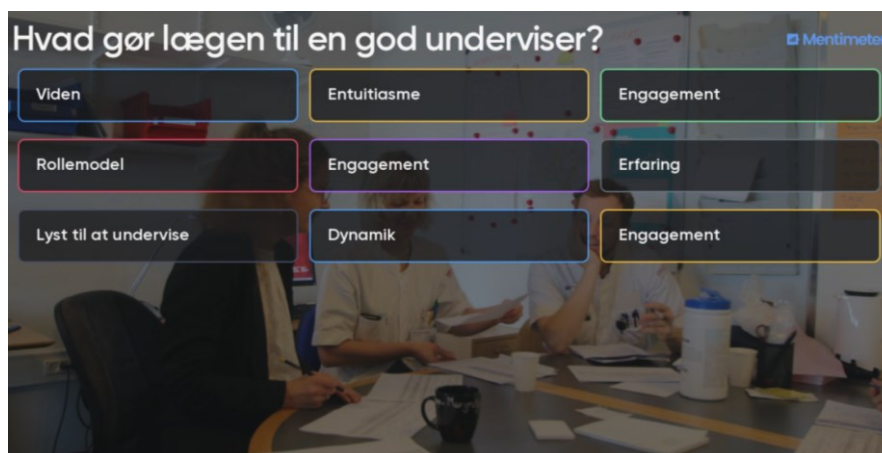 Hvad gør lægen til en god underviser?
Mentimeter
Viden
Entuitiasme
Engagement
Rollemodel
Engagement
Erfaring
Lyst til at undervise
Dynamik
Engagement